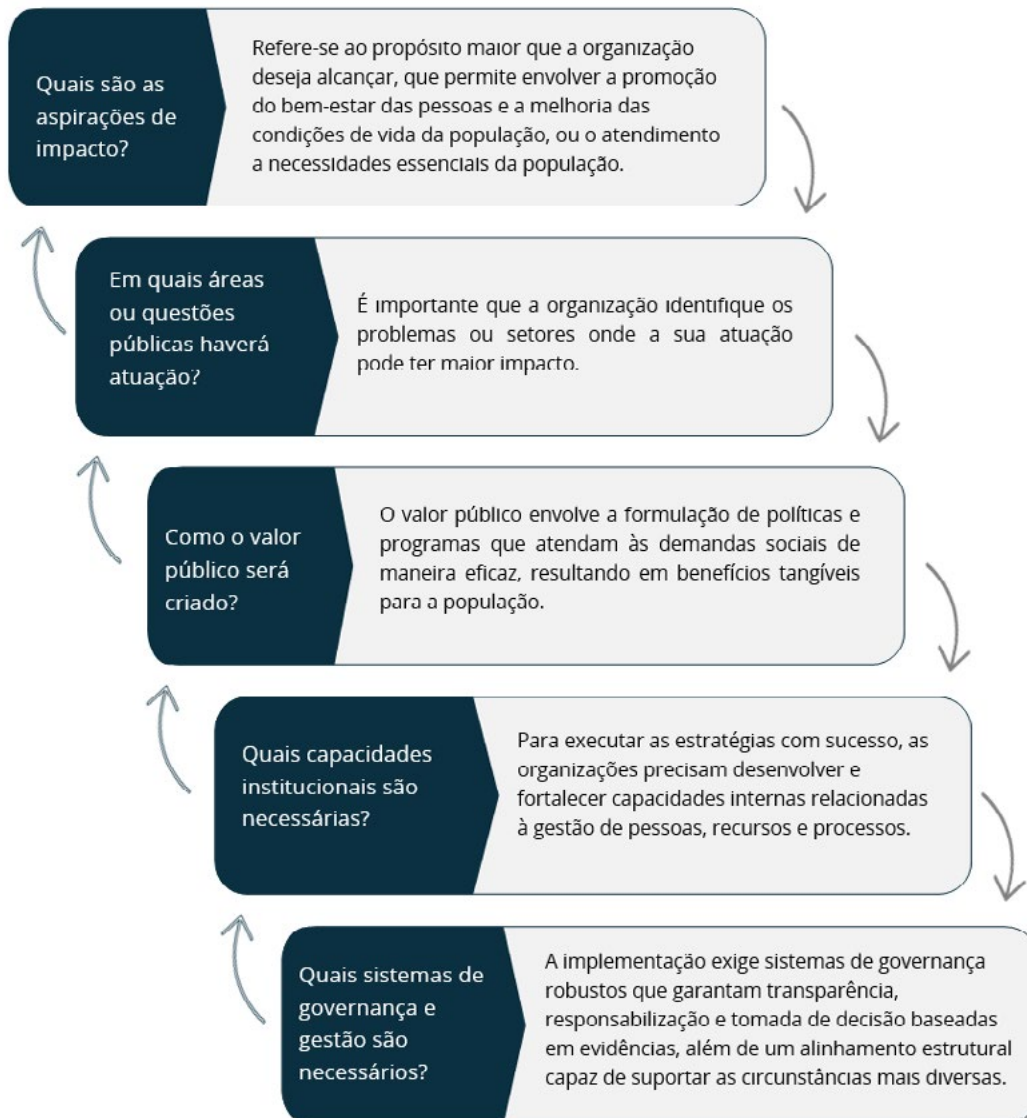 Quais são as
aspirações de
impacto?
Refere-se ao propósito maior que a organização
deseja alcançar, que permite envolver a promoção
do bem-estar das pessoas e a melhoria das
condições de vida da população, ou o atendimento
a necessidades essenciais da população.
Em quais áreas
ou questões
públicas haverá
atuação?
É importante que a organização identifique os
problemas ou setores onde a sua atuação
pode ter maior impacto.
Como o valor
público será
criado?
O valor público envolve a formulação de políticas e
programas que atendam às demandas sociais de
maneira eficaz, resultando em benefícios tangíveis
para a população.
Quais capacidades
institucionais são
necessárias?
Para executar as estratégias com sucesso, as
organizações precisam desenvolver e
fortalecer capacidades internas relacionadas
à gestão de pessoas, recursos e processos.
Quais sistemas de
governança e
gestão são
necessários?
A implementação exige sistemas de governança
robustos que garantam transparência,
responsabilização e tomada de decisão baseadas
em evidências, além de um alinhamento estrutural
capaz de suportar as circunstâncias mais diversas.